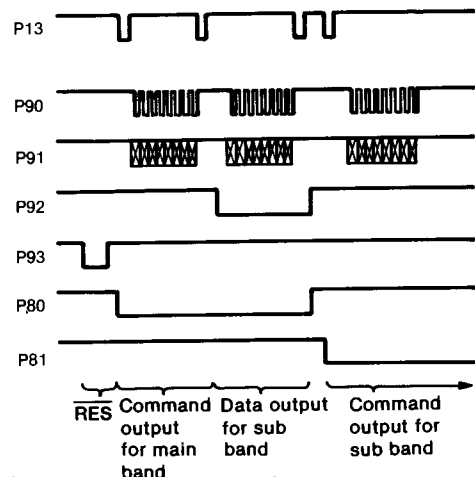 P13
P90
P91
P92
P93
P80
P81
RES
Command output for main band
Data output for sub band
Command output for sub band